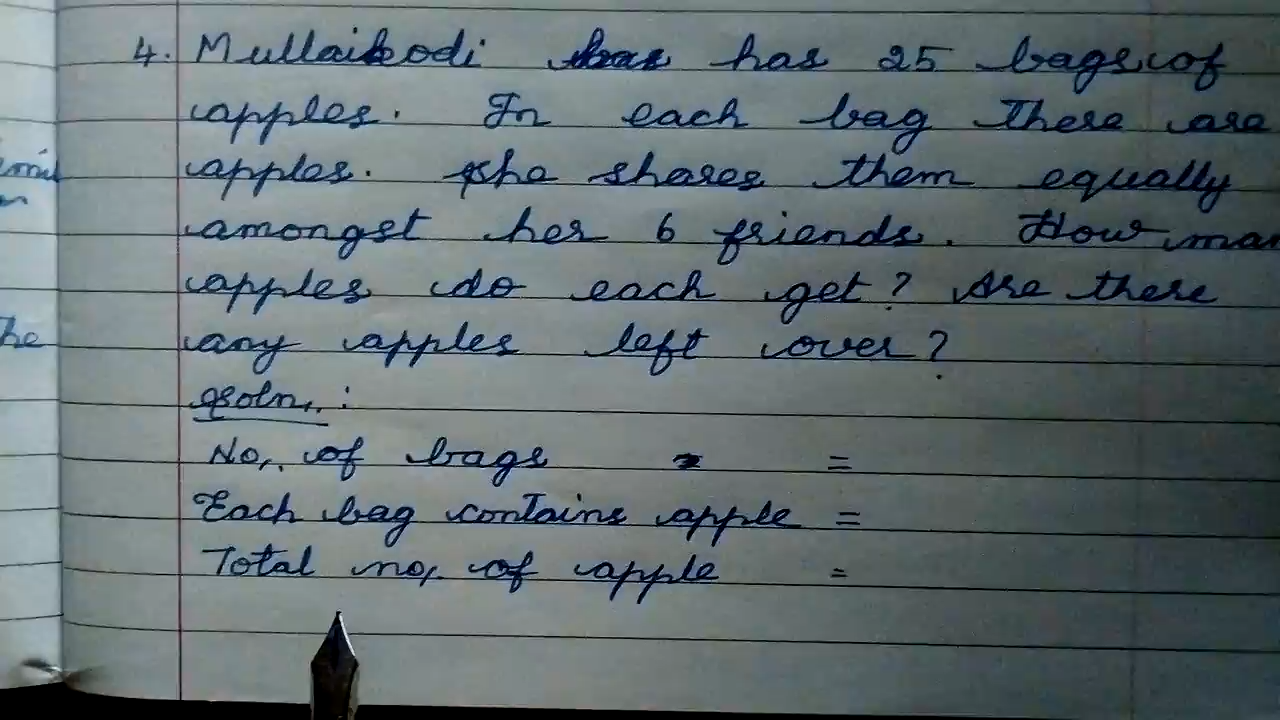 4. Mullaikodi has has 25 bags of
apples. In each bag there are
apples. she shares them equally
amongst her 6 friends. How man
apples do each get? Are there
any apples left over?
Soln,. :
No,. of bags =
Each bag contains apple =
Total no, of apple =
he